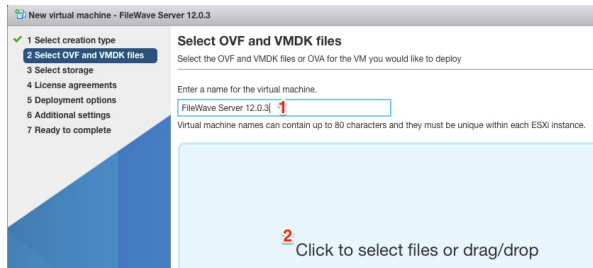 New virtual machine - FileWave Server 12.0.3
1 Select creation type
2 Select OVF and VMDK files
3 Select storage
4 License agreements
5 Deployment options
6 Additional settings
7 Ready to complete
Select OVF and VMDK files
Select the OVF and VMDK files or OVA for the VM you would like to deploy
Enter a name for the virtual machine.
FileWave Server 12.0.3 1
Virtual machine names can contain up to 80 characters and they must be unique within each ESXi instance.
2
Click to select files or drag/drop